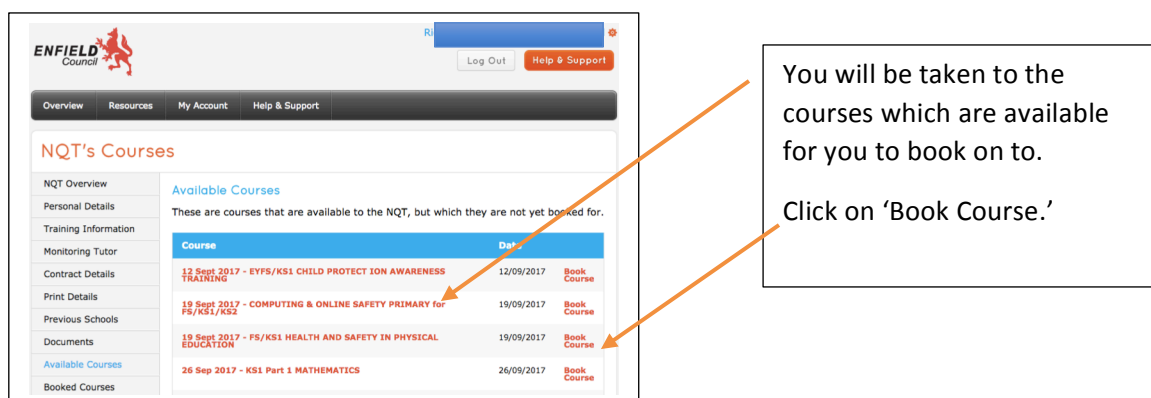 ENFIELD
Council
Ri
Log Out
Help & Support
Overview
Resources
My Account
Help & Support
NQT's Courses
NQT Overview
Personal Details
Training Information
Monitoring Tutor
Contract Details
Print Details
Previous Schools
Documents
Available Courses
Booked Courses
Available Courses
These are courses that are available to the NQT, but which they are not yet booked for.
Course Date
12 Sept 2017 - EYFS/KS1 CHILD PROTECT ION AWARENESS
TRAINING
12/09/2017
Book
Course
19 Sept 2017 - COMPUTING & ONLINE SAFETY PRIMARY for
FS/KS1/KS2
19/09/2017
Book
Course
19 Sept 2017 - FS/KS1 HEALTH AND SAFETY IN PHYSICAL
EDUCATION
19/09/2017
Book
Course
26 Sep 2017 - KS1 Part 1 MATHEMATICS
26/09/2017
Book
Course
You will be taken to the
courses which are available
for you to book on to.
Click on ‘Book Course.’